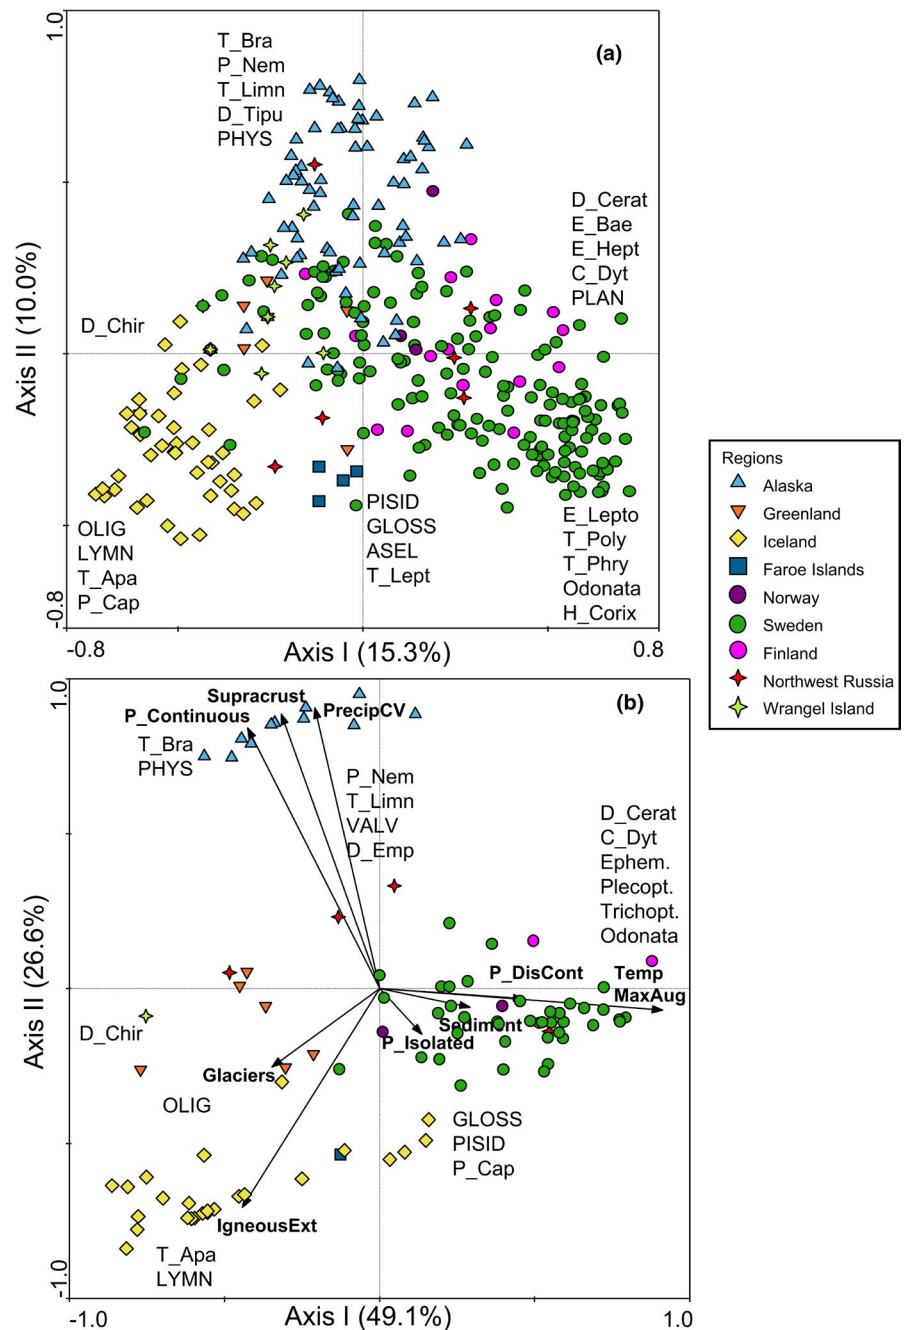 1.0
(a)
T_Bra
P_Nem
T_Limn
D_Tipu
PHYS
D_Cerat
E_Bae
E_Hept
C_Dyt
PLAN
D_Chir
Axis II (10.0%)
OLIG
LYMN
T_Apa
P_Cap
PISID
GLOSS
ASEL
T_Lept
E_Lepto
T_Poly
T_Phry
Odonata
H_Corix
-0.8
-0.8
Axis I (15.3%)
0.8
Regions
Alaska
Greenland
Iceland
Faroe Islands
Norway
Sweden
Finland
Northwest Russia
Wrangel Island
1.0
(b)
Supracrust
P_Continuous
PrecipCV
T_Bra
PHYS
P_Nem
T_Limn
VALV
D_Emp
D_Cerat
C_Dyt
Ephem.
Plecopt.
Trichopt.
Odonata
Axis II (26.6%)
P_DisCont
Temp
MaxAug
Sediment
P_Isolated
D_Chir
Glaciers
OLIG
GLOSS
PISID
P_Cap
IgneousExt
T_Apa
LYMN
-1.0
-1.0
Axis I (49.1%)
1.0